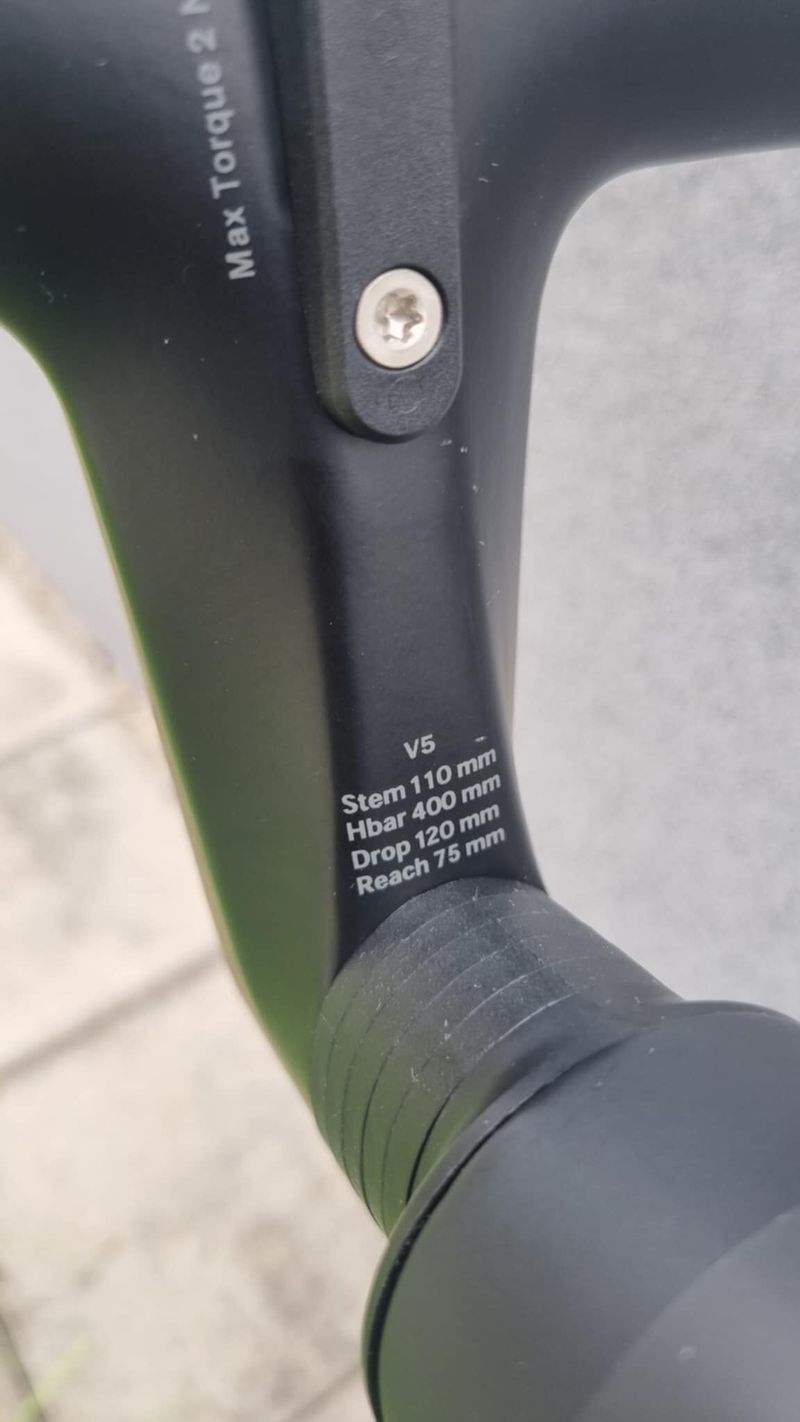 Max Torque 2 N
V5
Stem 110 mm
Hbar 400 mm
Drop 120 mm
Reach 75 mm